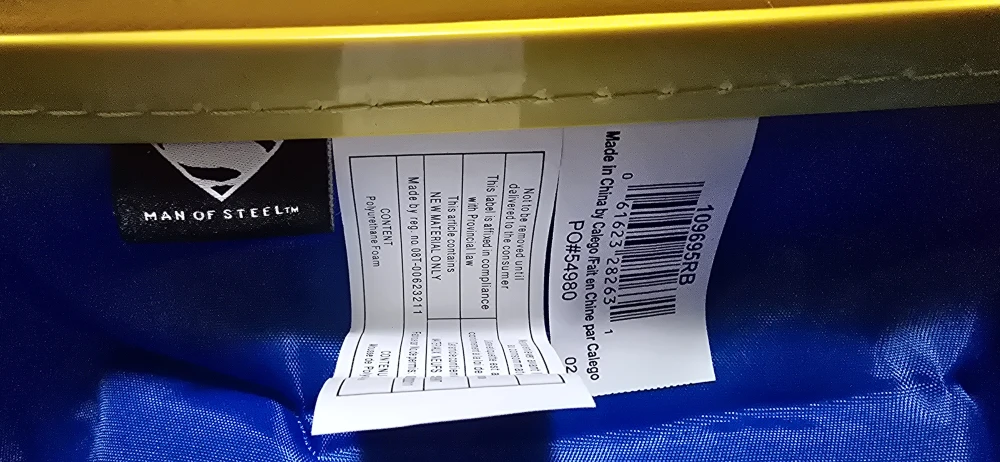 MAN OF STEEL™
Not to be removed until
delivered to the consumer
This label is affixed in compliance
with Provincial law
This article contains
NEW MATERIAL ONLY
Made by reg. no. 08T-00623211
CONTENT
Polyurethane Foam
109695RB
0 61623 28263 1
Made in China by Calego /Fait en Chine par Calego
PO#54980
02